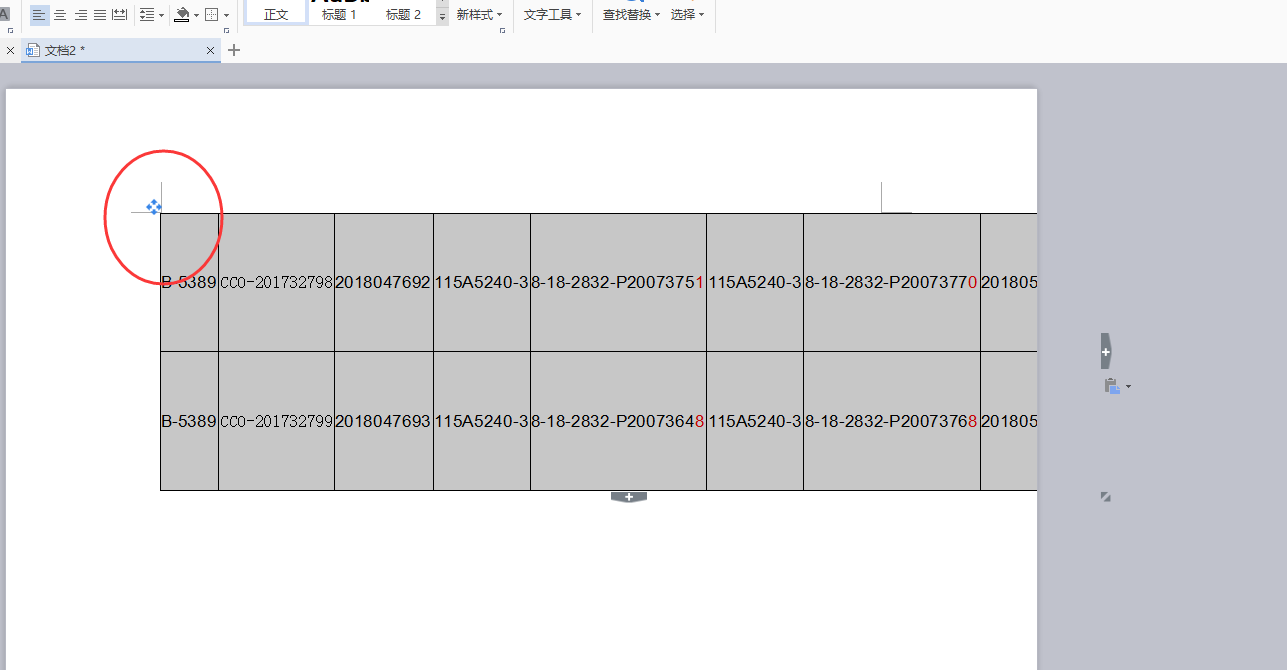 A
正文 标题 1 标题 2 新样式 文字工具 查找替换 选择
文档2 *
B-5389 CCO-201732798 2018047692 115A5240-3 8-18-2832-P20073751 115A5240-3 8-18-2832-P20073770 201805
B-5389 CCO-201732799 2018047693 115A5240-3 8-18-2832-P20073648 115A5240-3 8-18-2832-P20073768 201805